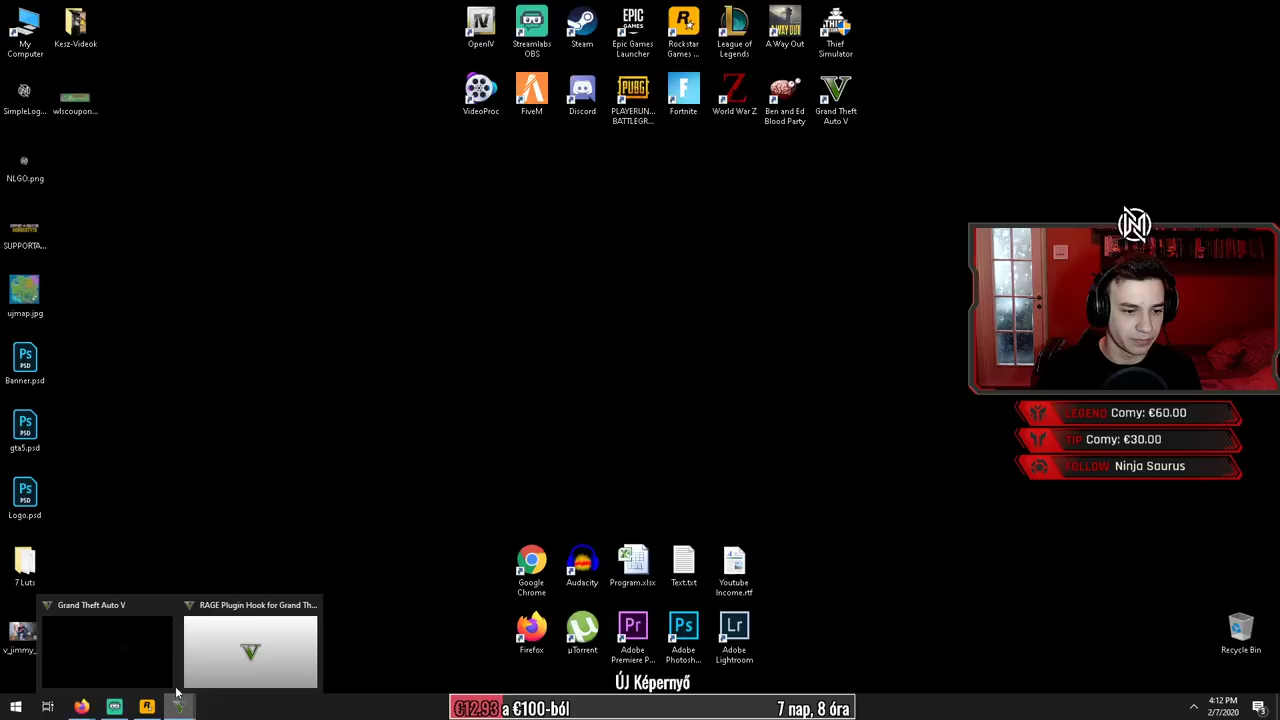 My
Computer
Kesz-Videok
OpenIV
Streamlabs
OBS
Steam
Epic Games
Launcher
Rockstar
Games ...
League of
Legends
A Way Out
Thief
Simulator
SimpleLog...
wlscoupon...
VideoProc
FiveM
Discord
PLAYERUN...
BATTLEGR...
Fortnite
World War Z
Ben and Ed
Blood Party
Grand Theft
Auto V
NLGO.png
SUPPORTA...
ujmap.jpg
Banner.psd
gta5.psd
Logo.psd
7 Luts
v_jimmy_
LEGEND Comy: €60.00
TIP Comy: €30.00
FOLLOW Ninja Saurus
Google
Chrome
Audacity
Program.xlsx
Text.txt
Youtube
Income.rtf
Firefox
µTorrent
Adobe
Premiere P...
Adobe
Photosh...
Adobe
Lightroom
Recycle Bin
Grand Theft Auto V
RAGE Plugin Hook for Grand Th...
ÚJ Képernyő
€12.93 a €100-ból
7 nap, 8 óra
4:12 PM
2/7/2020